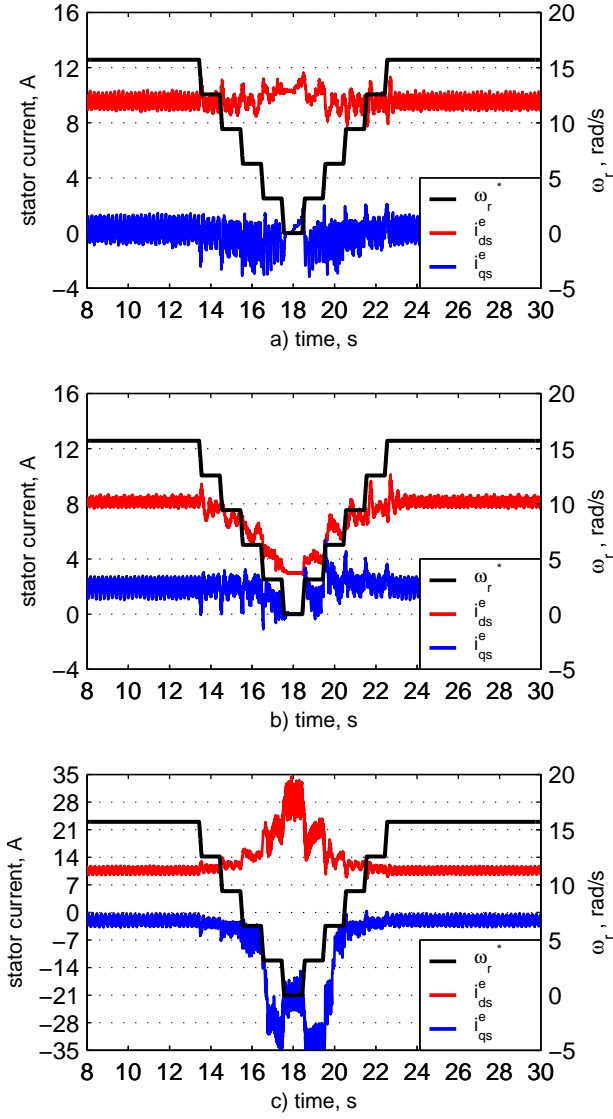 16
12
8
4
0
−4
stator current, A
20
15
10
5
0
−5
ω_r , rad/s
ω_r^*
i_ds^e
i_qs^e
8 10 12 14 16 18 20 22 24 26 28 30
a) time, s
16
12
8
4
0
−4
stator current, A
20
15
10
5
0
−5
ω_r , rad/s
ω_r^*
i_ds^e
i_qs^e
8 10 12 14 16 18 20 22 24 26 28 30
b) time, s
35
28
21
14
7
0
−7
−14
−21
−28
−35
stator current, A
20
15
10
5
0
−5
ω_r , rad/s
ω_r^*
i_ds^e
i_qs^e
8 10 12 14 16 18 20 22 24 26 28 30
c) time, s